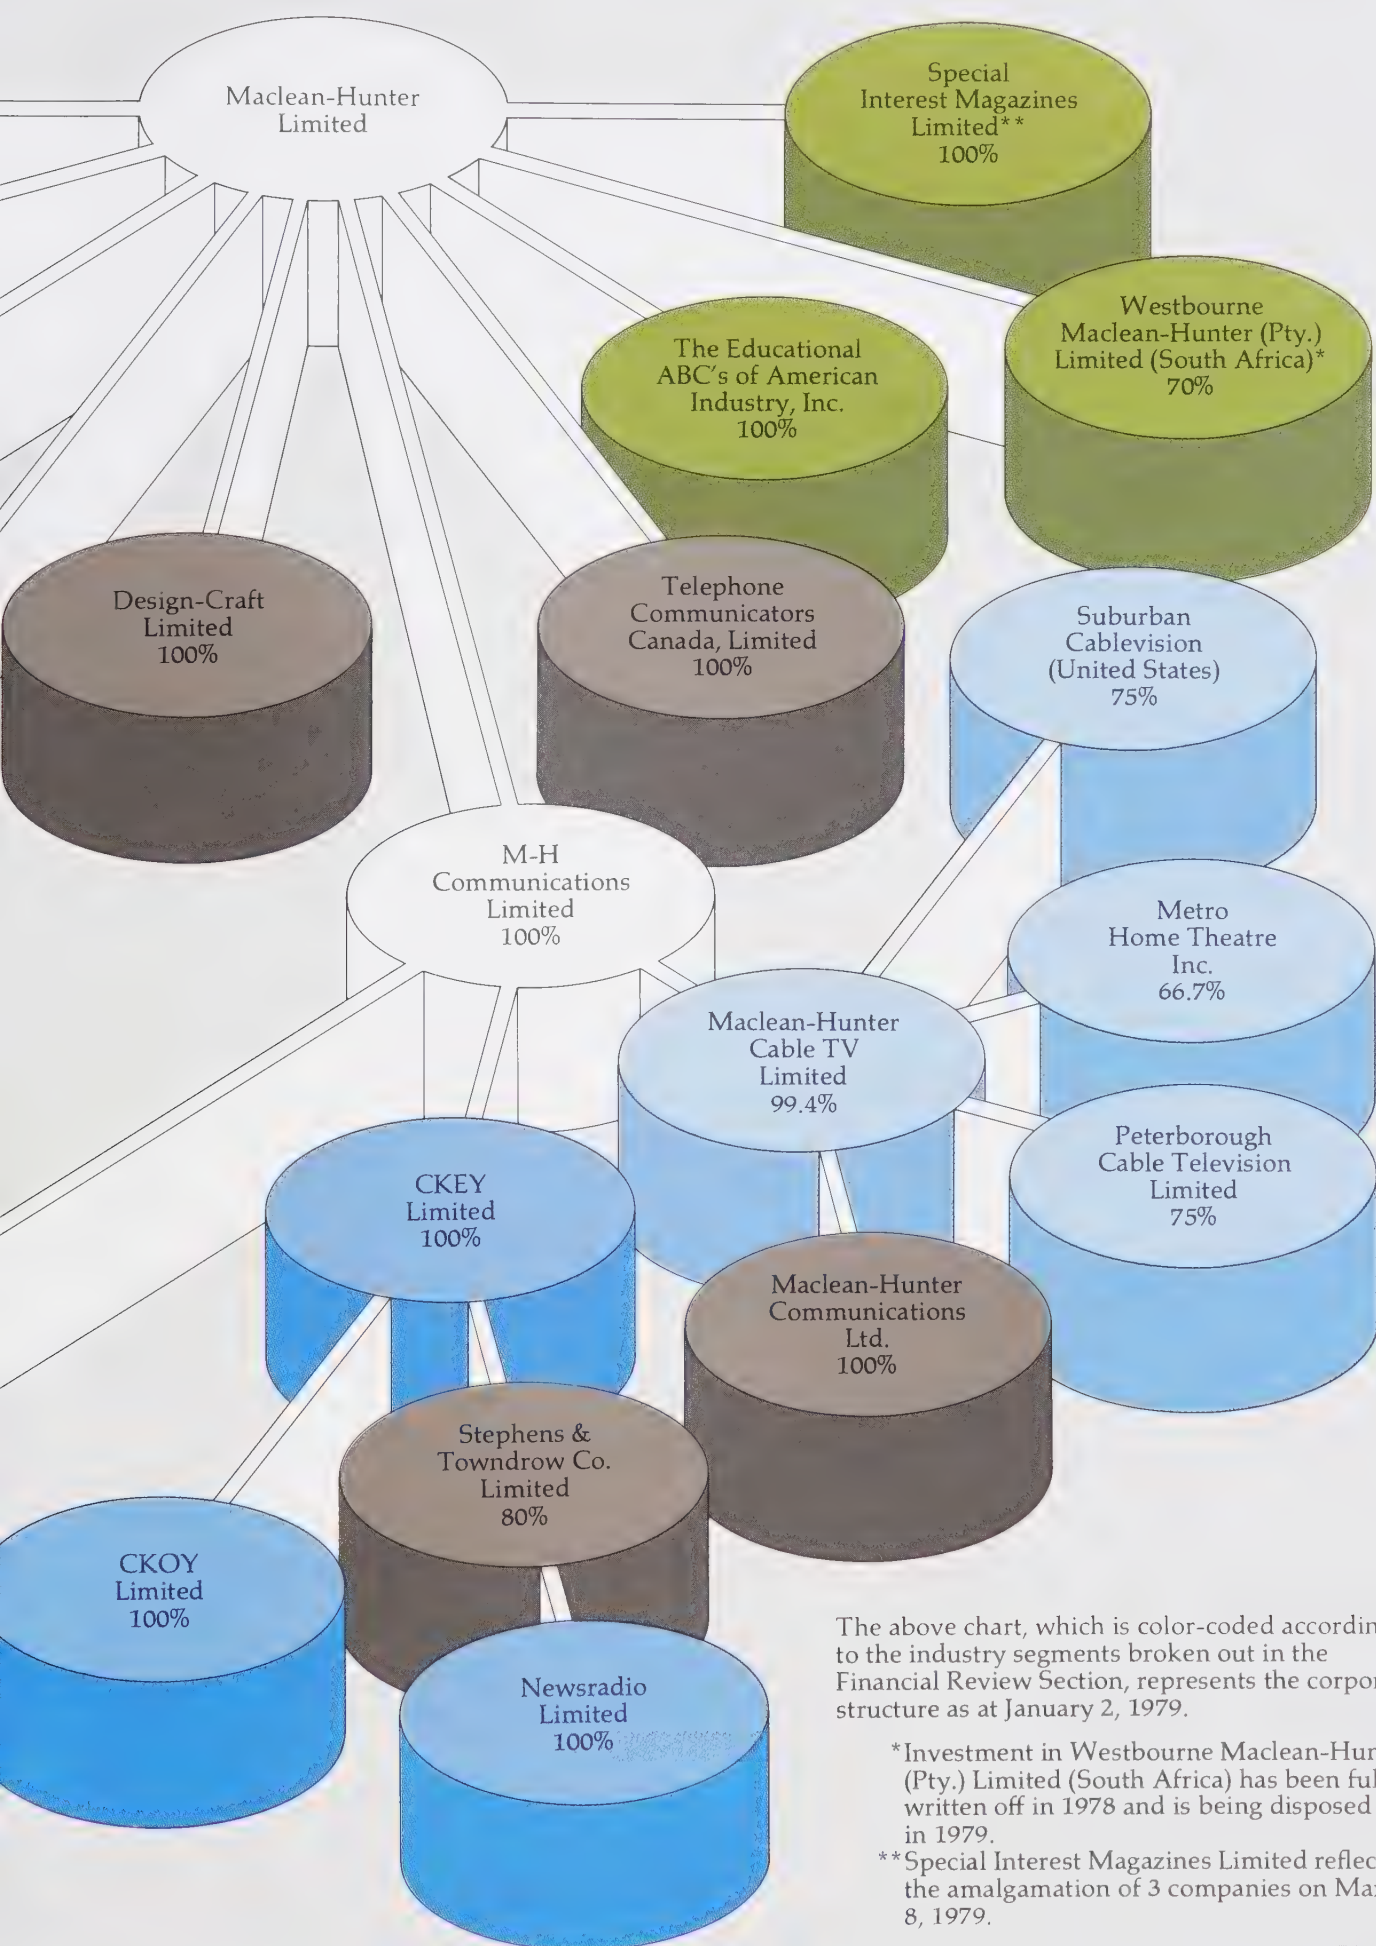 Maclean-Hunter
Limited
Special
Interest Magazines
Limited**
100%
Westbourne
Maclean-Hunter (Pty.)
Limited (South Africa)*
70%
The Educational
ABC's of American
Industry, Inc.
100%
Design-Craft
Limited
100%
Telephone
Communicators
Canada, Limited
100%
Suburban
Cablevision
(United States)
75%
M-H
Communications
Limited
100%
Metro
Home Theatre
Inc.
66.7%
Maclean-Hunter
Cable TV
Limited
99.4%
Peterborough
Cable Television
Limited
75%
CKEY
Limited
100%
Maclean-Hunter
Communications
Ltd.
100%
Stephens &
Towndrow Co.
Limited
80%
CKOY
Limited
100%
Newsradio
Limited
100%
The above chart, which is color-coded accordin
to the industry segments broken out in the
Financial Review Section, represents the corpor
structure as at January 2, 1979.
*Investment in Westbourne Maclean-Hun
(Pty.) Limited (South Africa) has been ful
written off in 1978 and is being disposed
in 1979.
**Special Interest Magazines Limited reflec
the amalgamation of 3 companies on Mar
8, 1979.